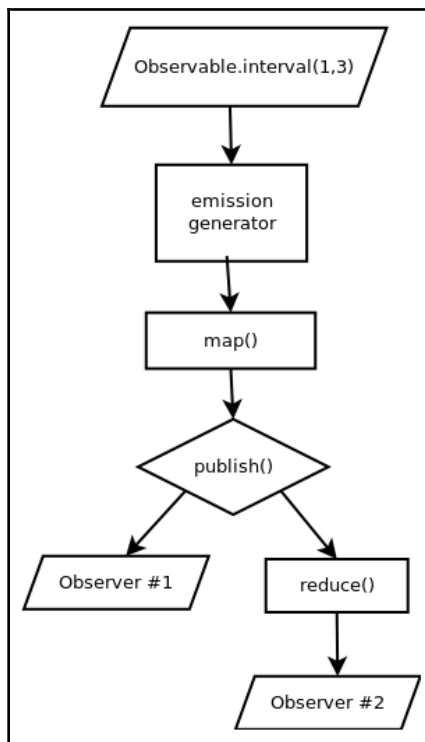 Observable.interval(1,3)
emission
generator
map()
publish()
Observer #1
reduce()
Observer #2